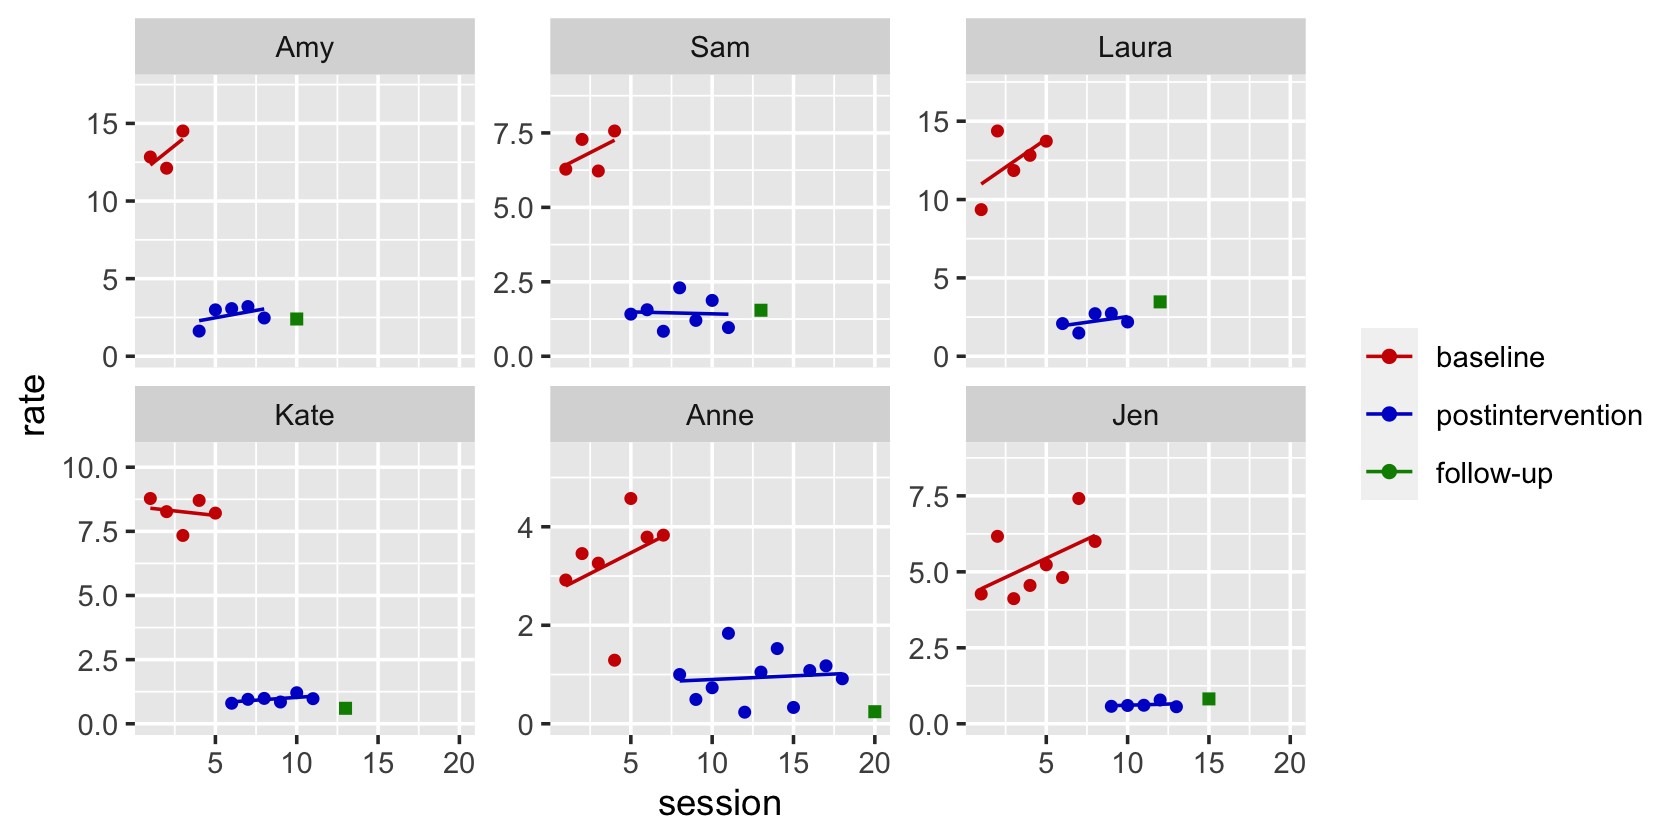 Amy Sam Laura
15 10 5 0
7.5 5.0 2.5 0.0
15 10 5 0
rate
baseline
postintervention
follow-up
Kate Anne Jen
10.0 7.5 5.0 2.5 0.0
4 2 0
7.5 5.0 2.5 0.0
5 10 15 20 5 10 15 20 5 10 15 20
session